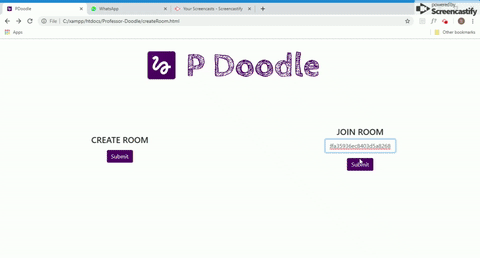 powered by
Screencastify
PDoodle
WhatsApp
Your Screencasts - Screencastify
File
C:/xampp/htdocs/Professor-Doodle/createRoom.html
Apps
Other bookmarks
P Doodle
CREATE ROOM
Submit
JOIN ROOM
ffa35936ec8403d5a8268
Submit